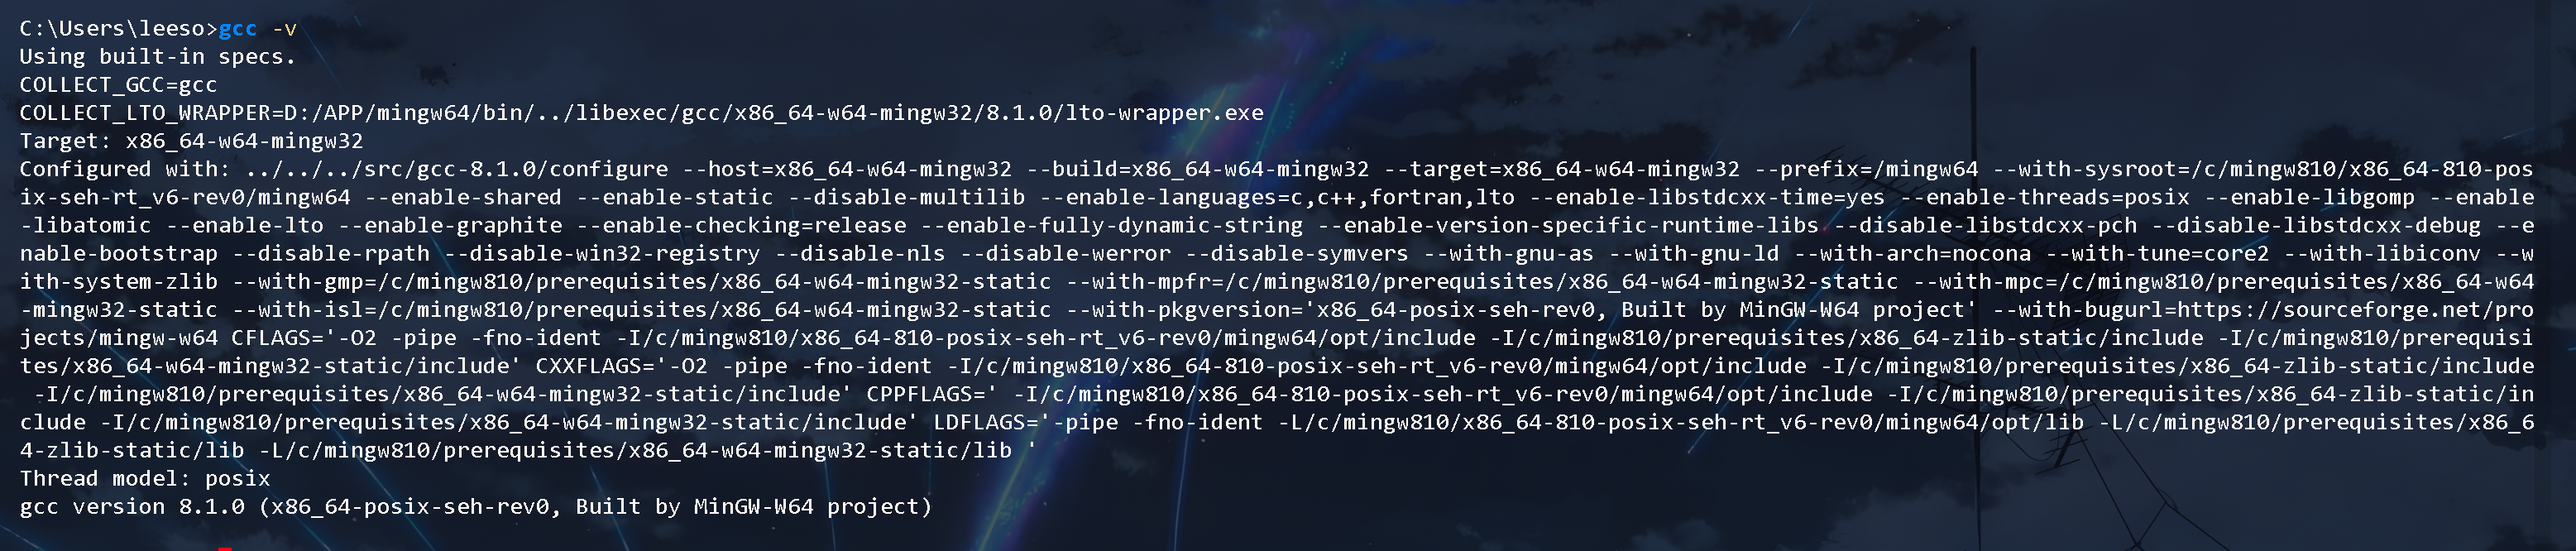 C:\Users\leeso>gcc -v
Using built-in specs.
COLLECT_GCC=gcc
COLLECT_LTO_WRAPPER=D:/APP/mingw64/bin/../libexec/gcc/x86_64-w64-mingw32/8.1.0/lto-wrapper.exe
Target: x86_64-w64-mingw32
Configured with: ../../../src/gcc-8.1.0/configure --host=x86_64-w64-mingw32 --build=x86_64-w64-mingw32 --target=x86_64-w64-mingw32 --prefix=/mingw64 --with-sysroot=/c/mingw810/x86_64-810-pos
ix-seh-rt_v6-rev0/mingw64 --enable-shared --enable-static --disable-multilib --enable-languages=c,c++,fortran,lto --enable-libstdcxx-time=yes --enable-threads=posix --enable-libgomp --enable
-libatomic --enable-lto --enable-graphite --enable-checking=release --enable-fully-dynamic-string --enable-version-specific-runtime-libs --disable-libstdcxx-pch --disable-libstdcxx-debug --e
nable-bootstrap --disable-rpath --disable-win32-registry --disable-nls --disable-werror --disable-symvers --with-gnu-as --with-gnu-ld --with-arch=nocona --with-tune=core2 --with-libiconv --w
ith-system-zlib --with-gmp=/c/mingw810/prerequisites/x86_64-w64-mingw32-static --with-mpfr=/c/mingw810/prerequisites/x86_64-w64-mingw32-static --with-mpc=/c/mingw810/prerequisites/x86_64-w64
-mingw32-static --with-isl=/c/mingw810/prerequisites/x86_64-w64-mingw32-static --with-pkgversion='x86_64-posix-seh-rev0, Built by MinGW-W64 project' --with-bugurl=https://sourceforge.net/pro
jects/mingw-w64 CFLAGS='-O2 -pipe -fno-ident -I/c/mingw810/x86_64-810-posix-seh-rt_v6-rev0/mingw64/opt/include -I/c/mingw810/prerequisites/x86_64-zlib-static/include -I/c/mingw810/prerequisi
tes/x86_64-w64-mingw32-static/include' CXXFLAGS='-O2 -pipe -fno-ident -I/c/mingw810/x86_64-810-posix-seh-rt_v6-rev0/mingw64/opt/include -I/c/mingw810/prerequisites/x86_64-zlib-static/include
 -I/c/mingw810/prerequisites/x86_64-w64-mingw32-static/include' CPPFLAGS=' -I/c/mingw810/x86_64-810-posix-seh-rt_v6-rev0/mingw64/opt/include -I/c/mingw810/prerequisites/x86_64-zlib-static/in
clude -I/c/mingw810/prerequisites/x86_64-w64-mingw32-static/include' LDFLAGS='-pipe -fno-ident -L/c/mingw810/x86_64-810-posix-seh-rt_v6-rev0/mingw64/opt/lib -L/c/mingw810/prerequisites/x86_6
4-zlib-static/lib -L/c/mingw810/prerequisites/x86_64-w64-mingw32-static/lib '
Thread model: posix
gcc version 8.1.0 (x86_64-posix-seh-rev0, Built by MinGW-W64 project)